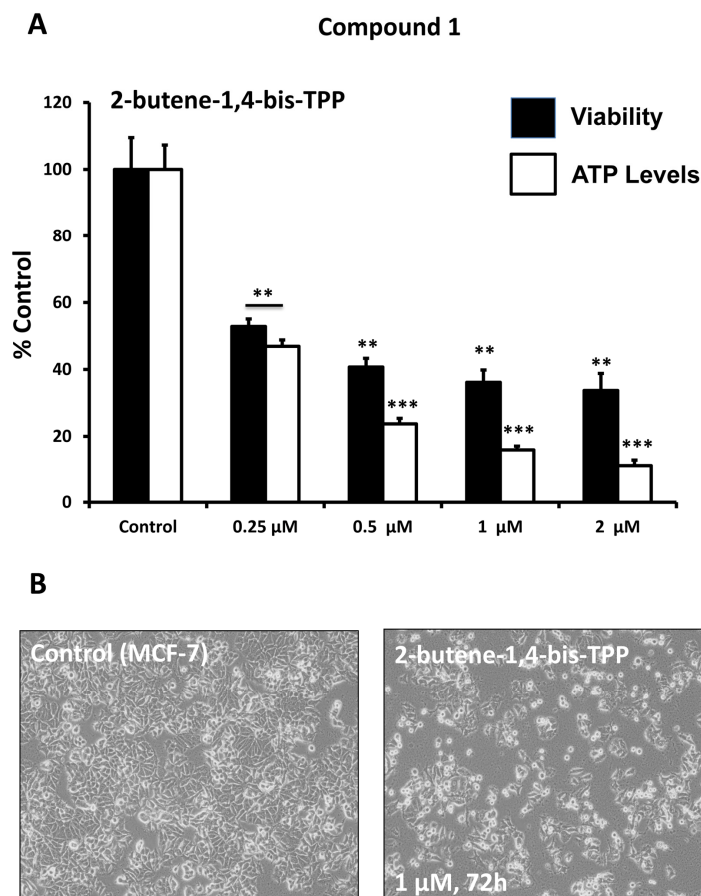 A
Compound 1
2-butene-1,4-bis-TPP
Viability
ATP Levels
% Control
120
100
80
60
40
20
0
**
**
***
**
***
**
***
Control
0.25 µM
0.5 µM
1 µM
2 µM
B
Control (MCF-7)
2-butene-1,4-bis-TPP
1 µM, 72h